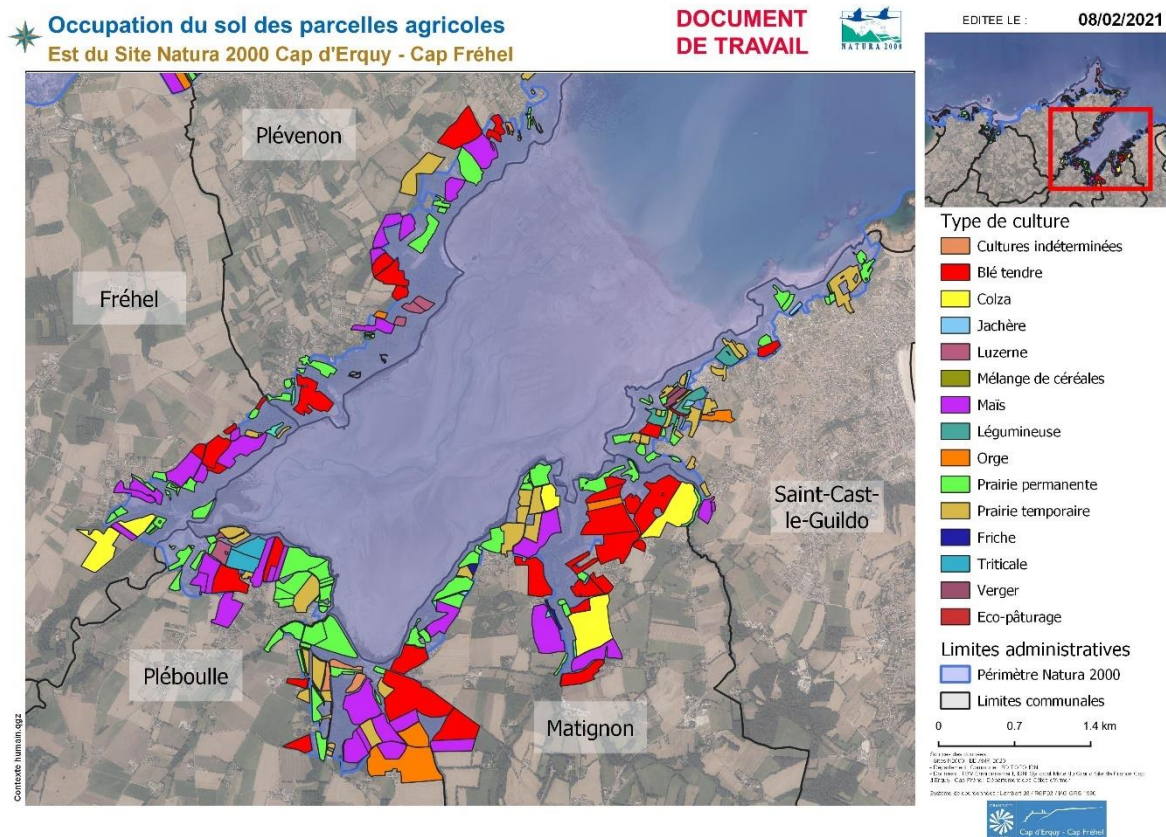 Occupation du sol des parcelles agricoles
Est du Site Natura 2000 Cap d'Erquy - Cap Fréhel
DOCUMENT
DE TRAVAIL
NATURA 2000
EDITEE LE : 08/02/2021
Plévenon
Fréhel
Saint-Cast-
le-Guildo
Pléboulle
Matignon
Type de culture
Cultures indéterminées
Blé tendre
Colza
Jachère
Luzerne
Mélange de céréales
Maïs
Légumineuse
Orge
Prairie permanente
Prairie temporaire
Friche
Triticale
Verger
Eco-pâturage
Limites administratives
Périmètre Natura 2000
Limites communales
0 0.7 1.4 km
Contexte humain.qgz
Cap d'Erquy - Cap Fréhel